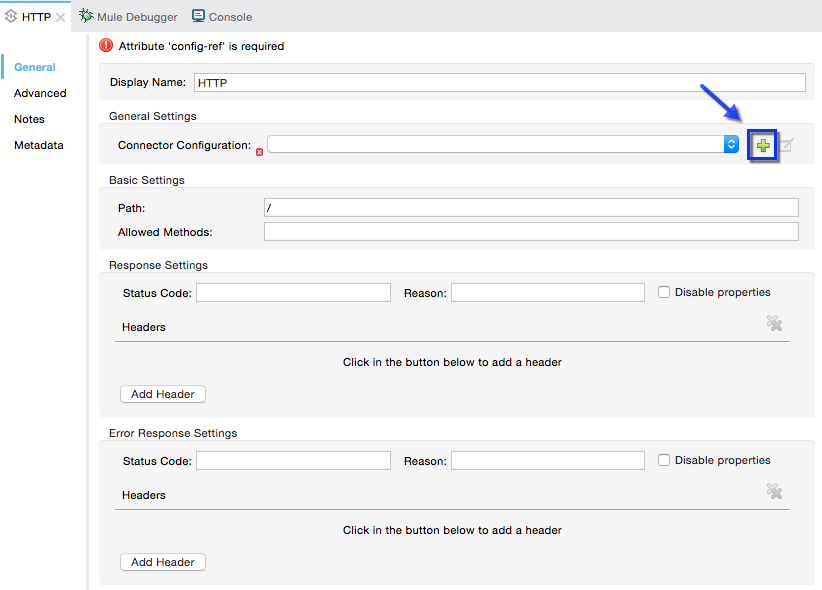 HTTP Mule Debugger Console
Attribute 'config-ref' is required
General
Advanced
Notes
Metadata
Display Name: HTTP
General Settings
Connector Configuration:
Basic Settings
Path: /
Allowed Methods:
Response Settings
Status Code: Reason: Disable properties
Headers
Click in the button below to add a header
Add Header
Error Response Settings
Status Code: Reason: Disable properties
Headers
Click in the button below to add a header
Add Header